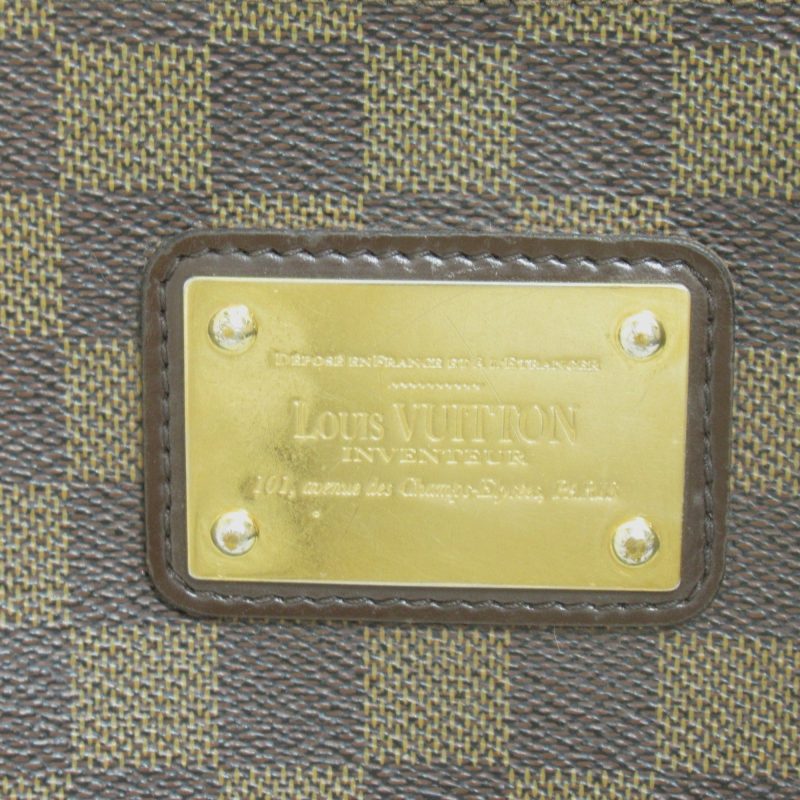 DÉPOSÉ EN FRANCE ET À L'ÉTRANGER
LOUIS VUITTON
INVENTEUR
101, avenue des Champs-Elysées, PARIS